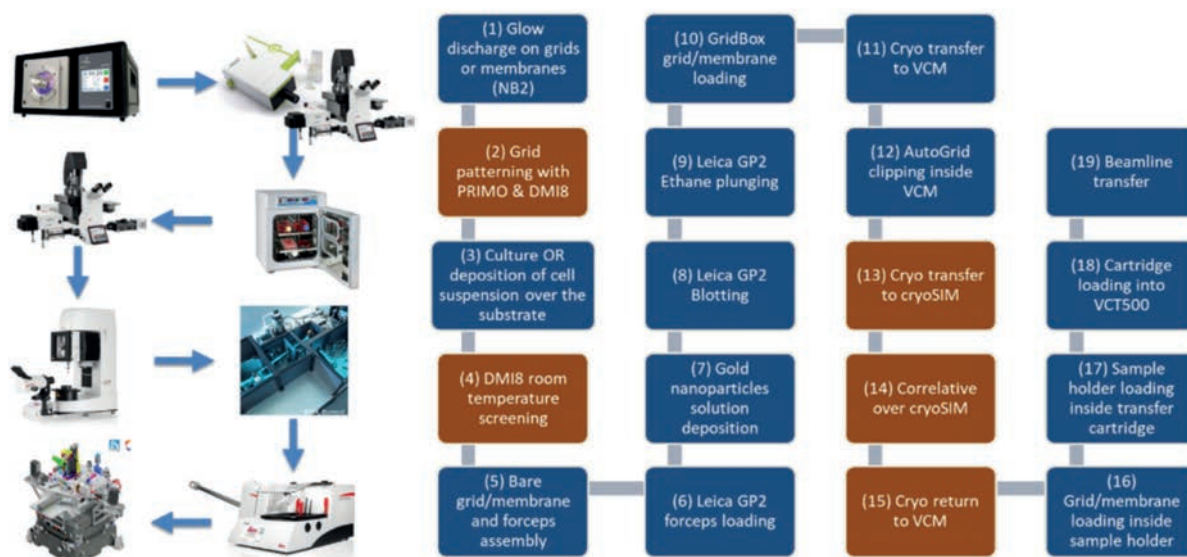 (1) Glow
discharge on grids
or membranes
(NB2)
(2) Grid
patterning with
PRIMO & DMI8
(3) Culture OR
deposition of cell
suspension over the
substrate
(4) DMI8 room
temperature
screening
(5) Bare
grid/membrane
and forceps
assembly
(6) Leica GP2
forceps loading
(7) Gold
nanoparticles
solution
deposition
(8) Leica GP2
Blotting
(9) Leica GP2
Ethane plunging
(10) GridBox
grid/membrane
loading
(11) Cryo transfer
to VCM
(12) AutoGrid
clipping inside
VCM
(13) Cryo transfer
to cryoSIM
(14) Correlative
over cryoSIM
(15) Cryo return
to VCM
(16)
Grid/membrane
loading inside
sample holder
(17) Sample
holder loading
inside transfer
cartridge
(18) Cartridge
loading into
VCT500
(19) Beamline
transfer